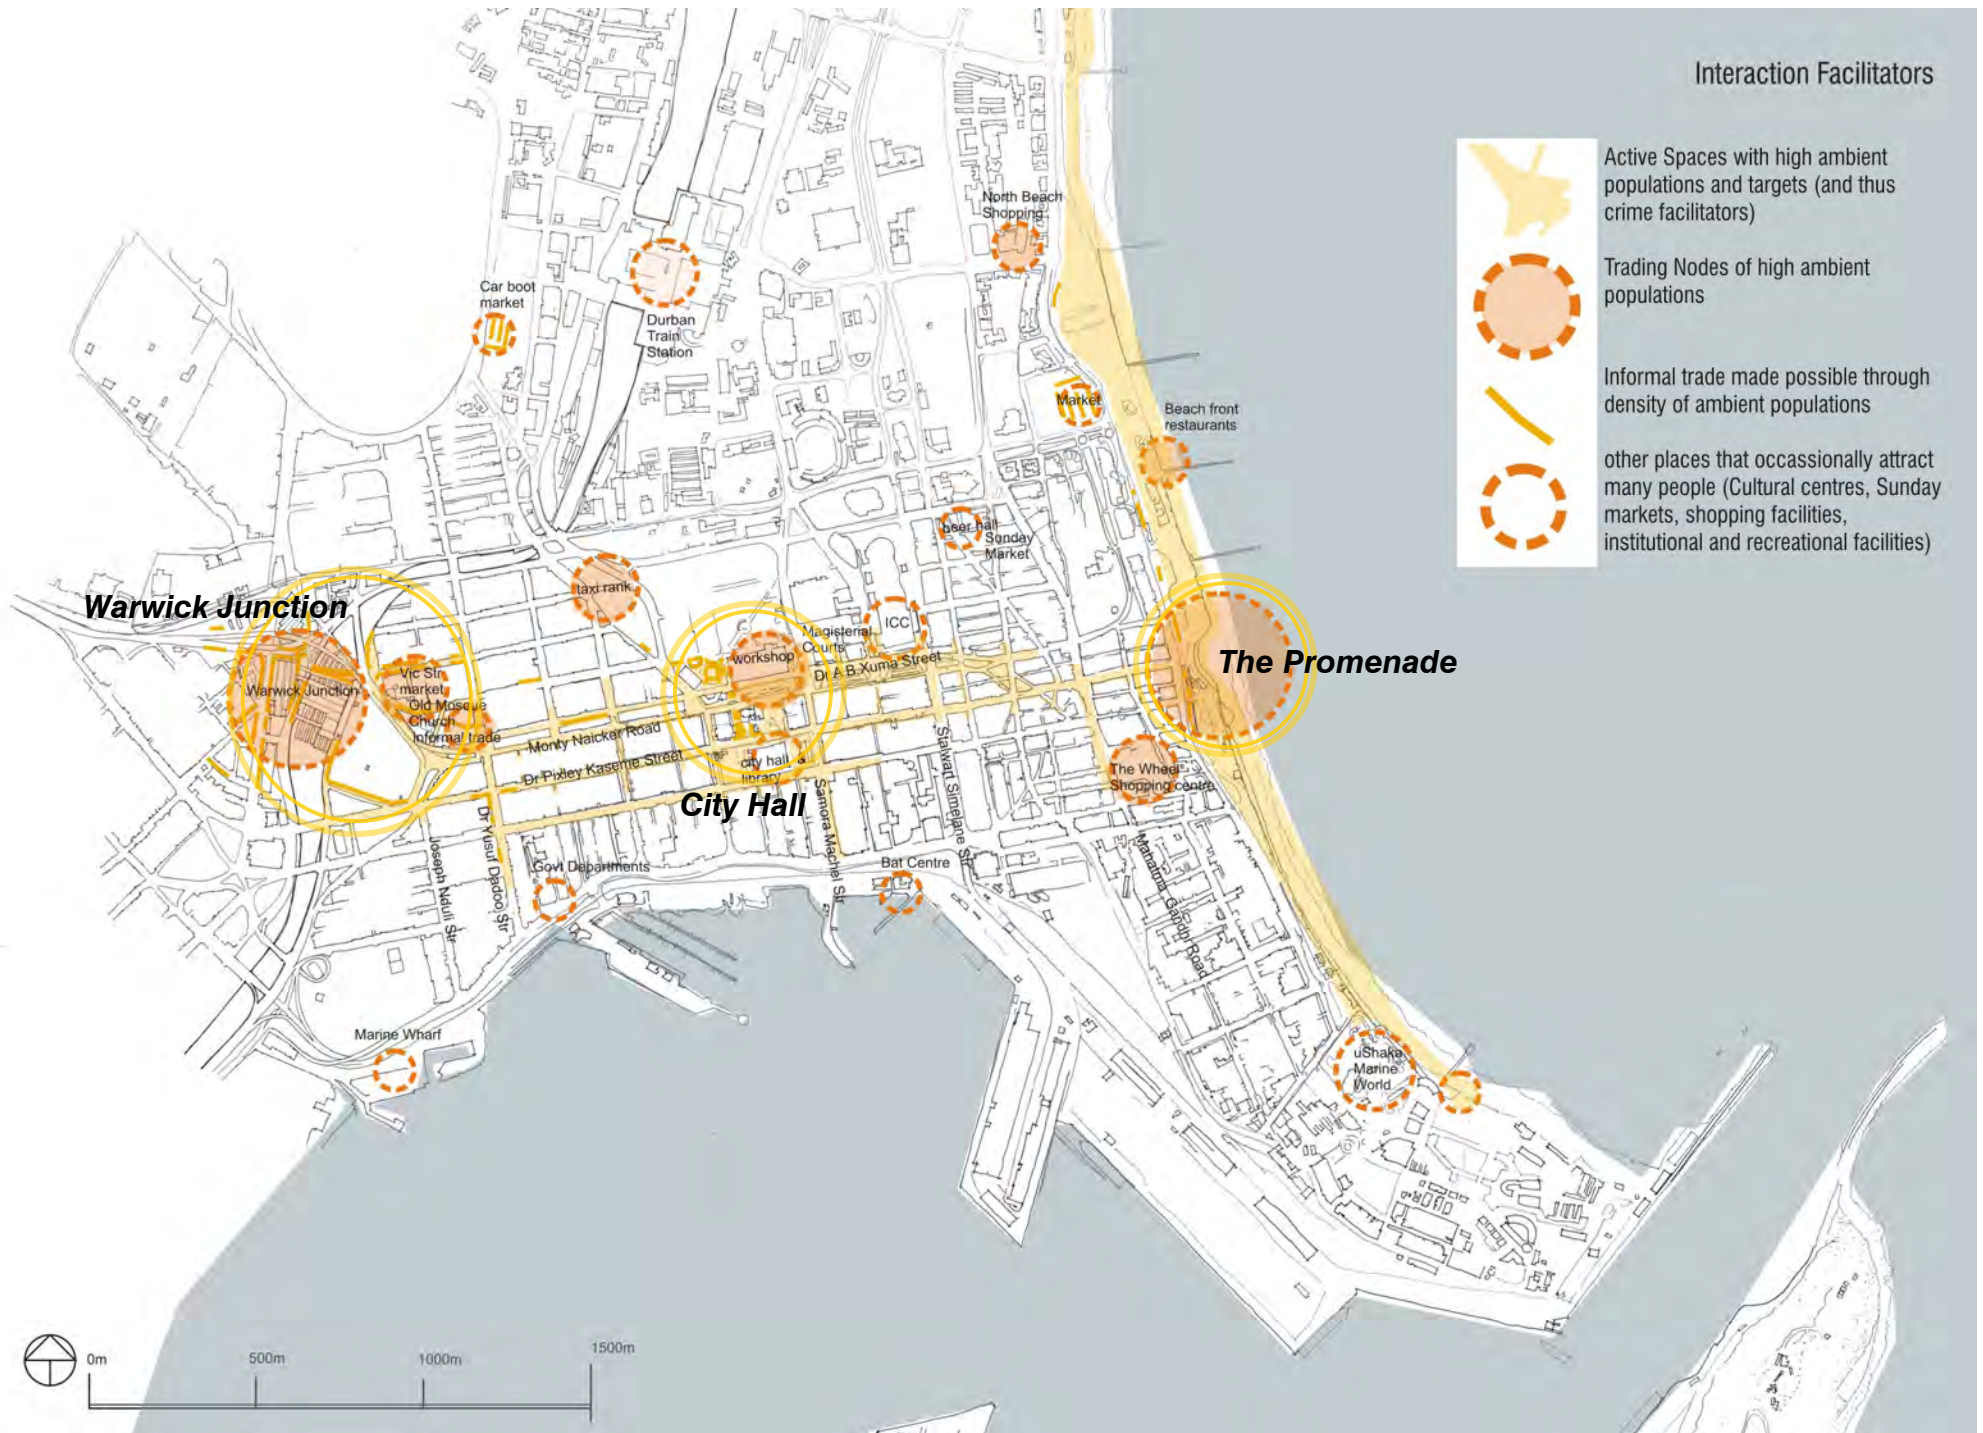 Interaction Facilitators
Active Spaces with high ambient
populations and targets (and thus
crime facilitators)
Trading Nodes of high ambient
populations
Informal trade made possible through
density of ambient populations
other places that occassionally attract
many people (Cultural centres, Sunday
markets, shopping facilities,
institutional and recreational facilities)
North Beach
Shopping
Car boot
market
Durban
Train
Station
Market
Beach front
restaurants
beer hall
Sunday
Market
taxi rank
Warwick Junction
Warwick Junction
Vic Str
market
Old Mosque
Church
informal trade
workshop
Magisterial
Courts
ICC
Dr A B Xuma Street
The Promenade
Monty Naicker Road
Dr Pixley Kaseme Street
city hall
library
City Hall
The Wheel
Shopping centre
Dr Yusuf Dadoo Str
Joseph Nduli Str
Samora Machel Str
Stalwart Simelane Str
Mahatma Gandhi Road
Govt Departments
Bat Centre
Marine Wharf
uShaka
Marine
World
0m
500m
1000m
1500m